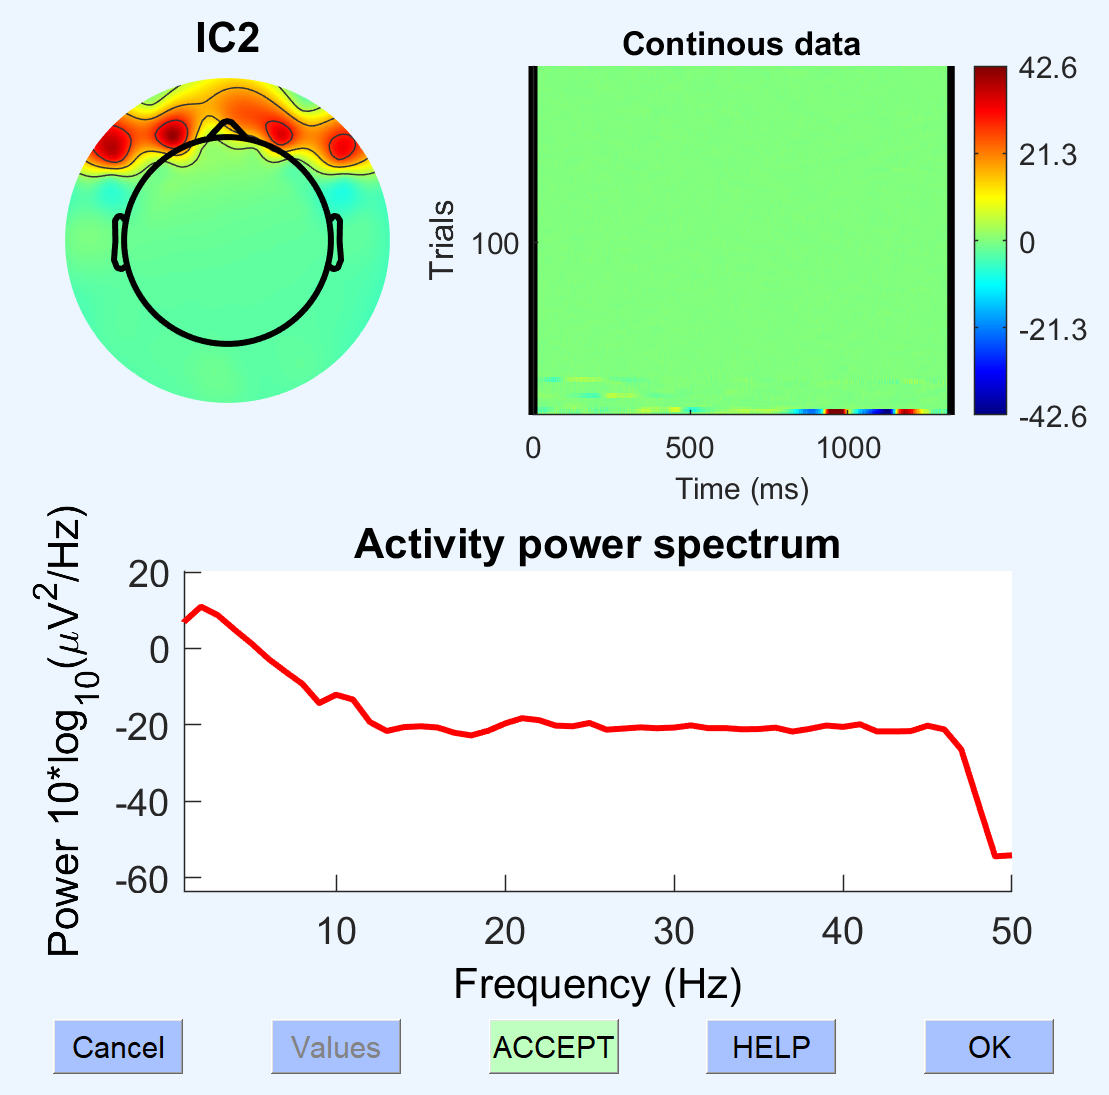 IC2
Continous data
Trials
100
0
500
1000
Time (ms)
42.6
21.3
0
-21.3
-42.6
Activity power spectrum
Power 10*log10(μV2/Hz)
20
0
-20
-40
-60
10
20
30
40
50
Frequency (Hz)
Cancel
Values
ACCEPT
HELP
OK